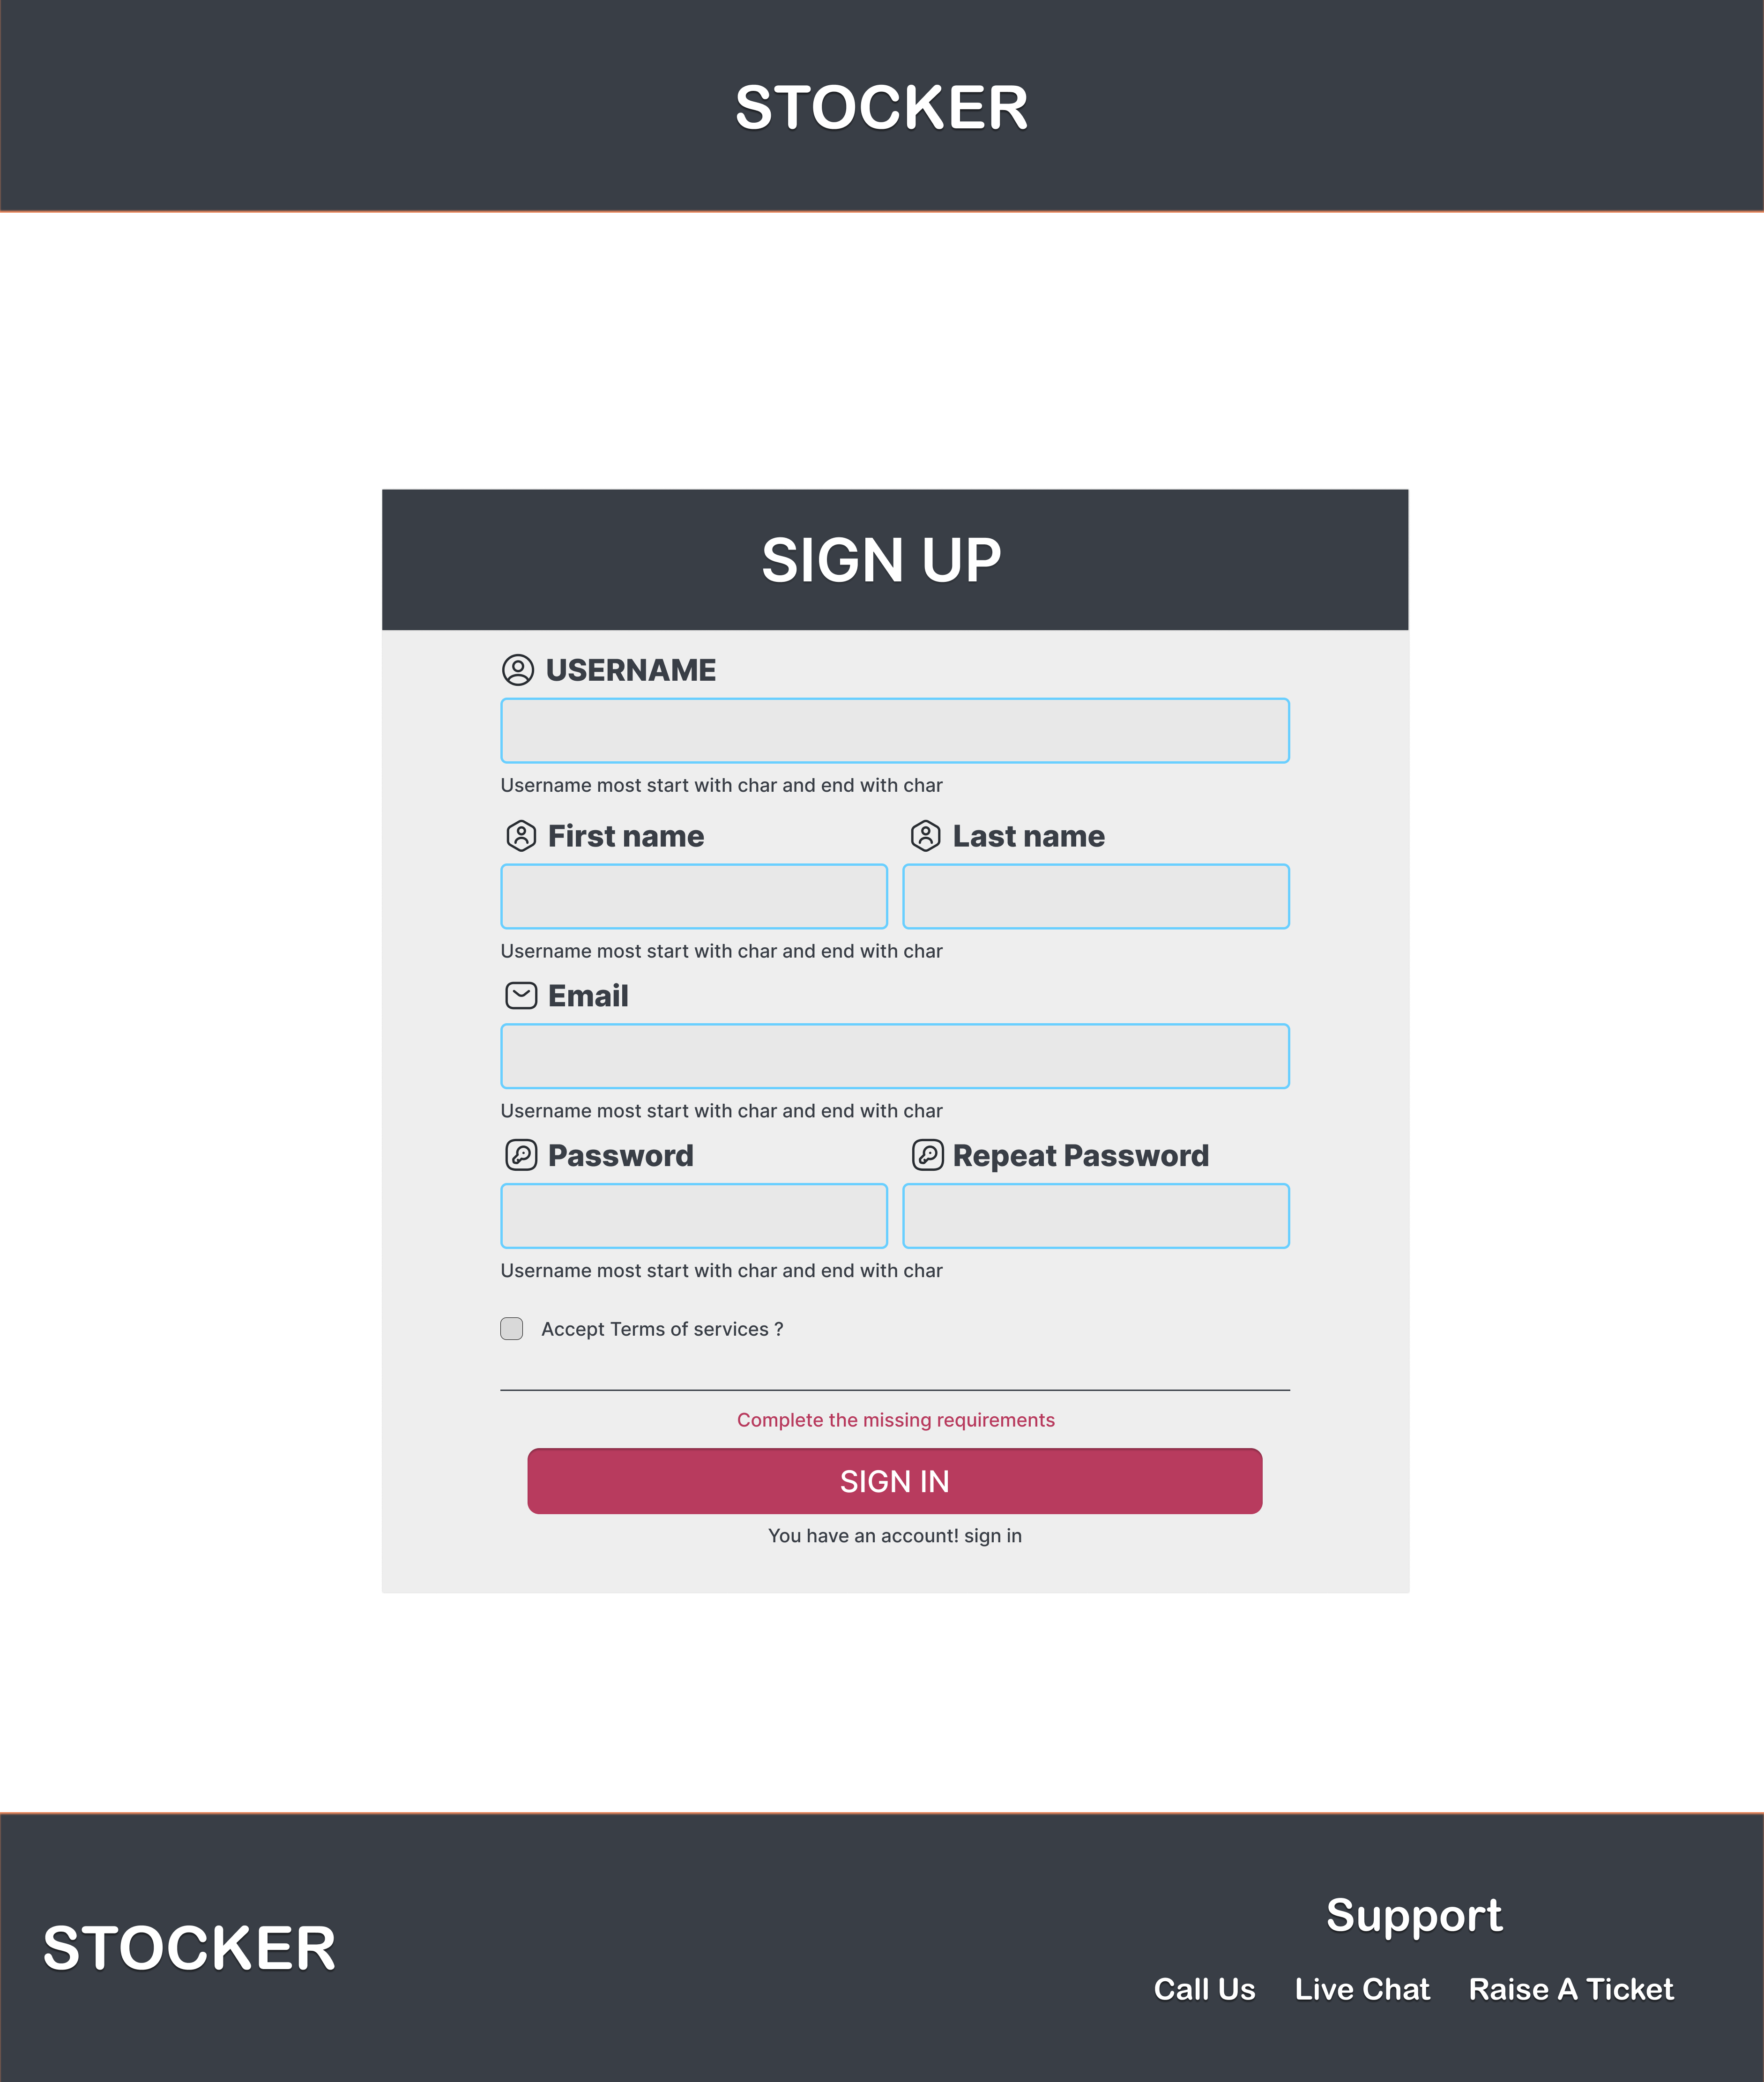 STOCKER
SIGN UP
USERNAME
Username most start with char and end with char
First name
Last name
Username most start with char and end with char
Email
Username most start with char and end with char
Password
Repeat Password
Username most start with char and end with char
Accept Terms of services ?
Complete the missing requirements
SIGN IN
You have an account! sign in
STOCKER
Support
Call Us
Live Chat
Raise A Ticket